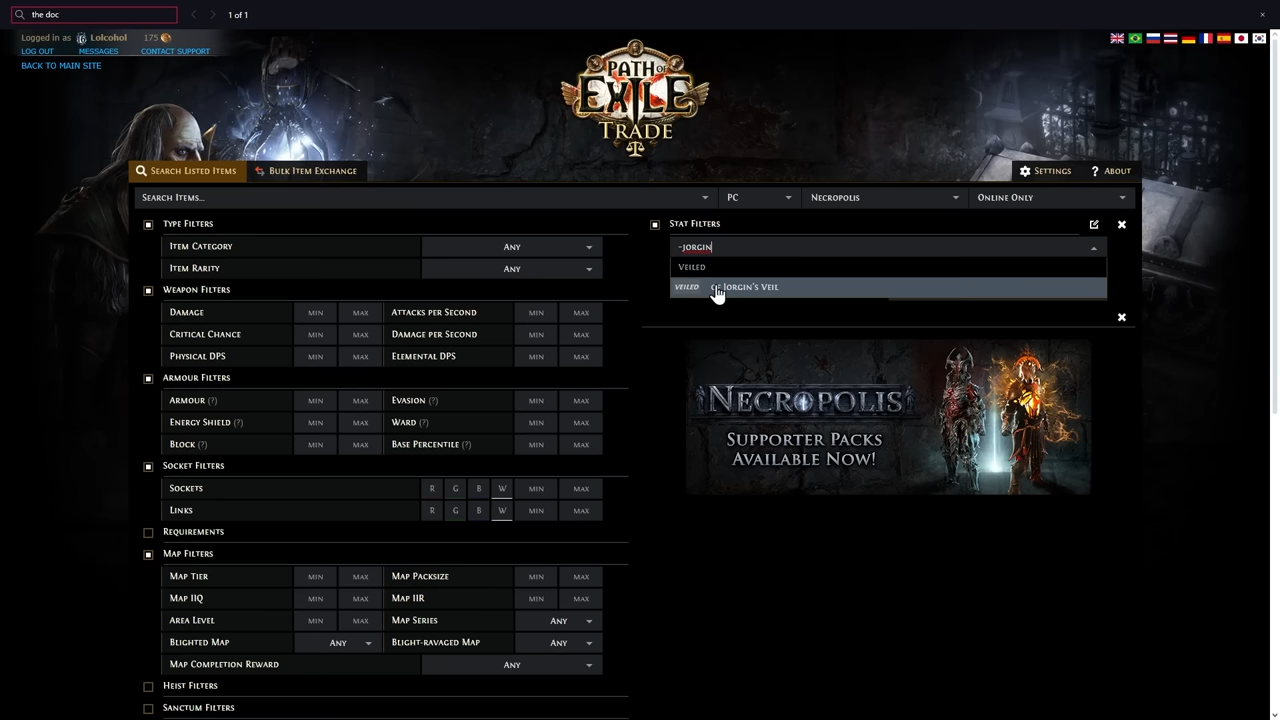 the doc
1 of 1
Logged in as Lolcohol 175
LOG OUT MESSAGES CONTACT SUPPORT
BACK TO MAIN SITE
PATH OF
EXILE
TRADE
SEARCH LISTED ITEMS
BULK ITEM EXCHANGE
SETTINGS
? ABOUT
SEARCH ITEMS...
PC
NECROPOLIS
ONLINE ONLY
TYPE FILTERS
ITEM CATEGORY ANY
ITEM RARITY ANY
WEAPON FILTERS
DAMAGE MIN MAX ATTACKS PER SECOND MIN MAX
CRITICAL CHANCE MIN MAX DAMAGE PER SECOND MIN MAX
PHYSICAL DPS MIN MAX ELEMENTAL DPS MIN MAX
ARMOUR FILTERS
ARMOUR (?) MIN MAX EVASION (?) MIN MAX
ENERGY SHIELD (?) MIN MAX WARD (?) MIN MAX
BLOCK (?) MIN MAX BASE PERCENTILE (?) MIN MAX
SOCKET FILTERS
SOCKETS R G B W MIN MAX
LINKS R G B W MIN MAX
REQUIREMENTS
MAP FILTERS
MAP TIER MIN MAX MAP PACKSIZE MIN MAX
MAP IIQ MIN MAX MAP IIR MIN MAX
AREA LEVEL MIN MAX MAP SERIES ANY
BLIGHTED MAP ANY BLIGHT-RAVAGED MAP ANY
MAP COMPLETION REWARD ANY
HEIST FILTERS
SANCTUM FILTERS
STAT FILTERS
~JORGIN
VEILED
VEILED OF JORGIN'S VEIL
NECROPOLIS
SUPPORTER PACKS
AVAILABLE NOW!